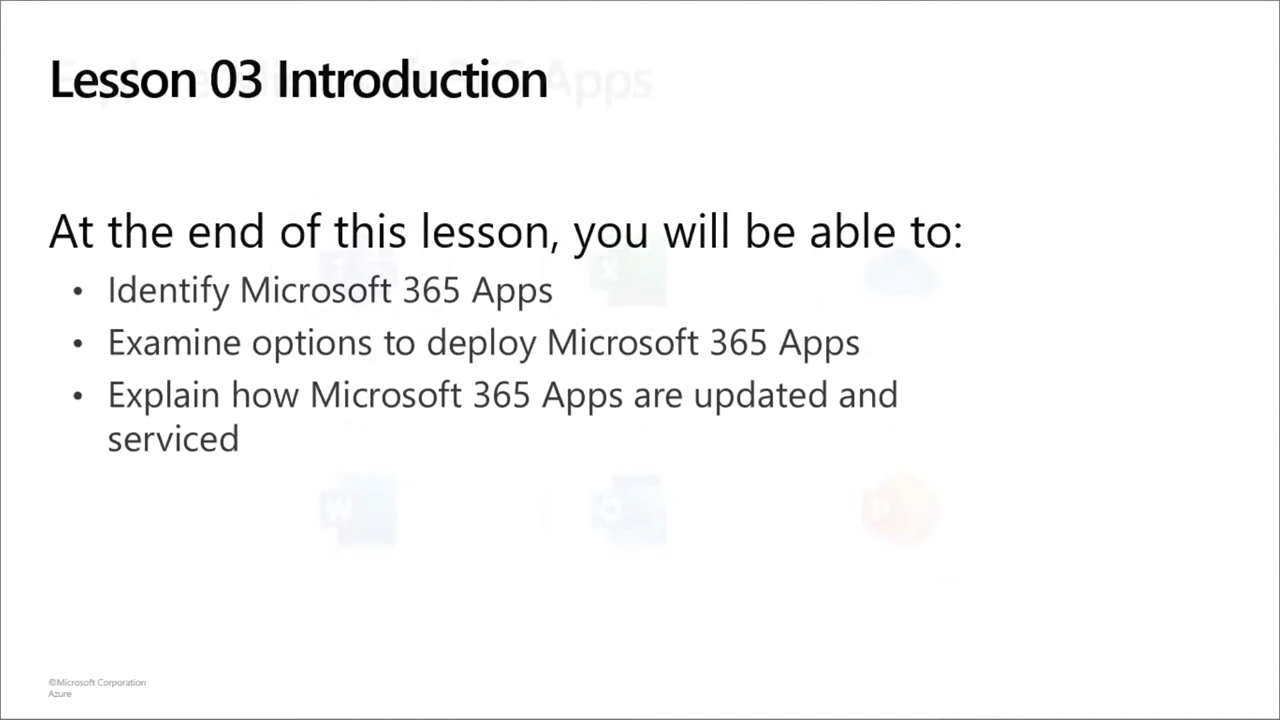 Lesson 03 Introduction
At the end of this lesson, you will be able to:
• Identify Microsoft 365 Apps
• Examine options to deploy Microsoft 365 Apps
• Explain how Microsoft 365 Apps are updated and
serviced
©Microsoft Corporation
Azure